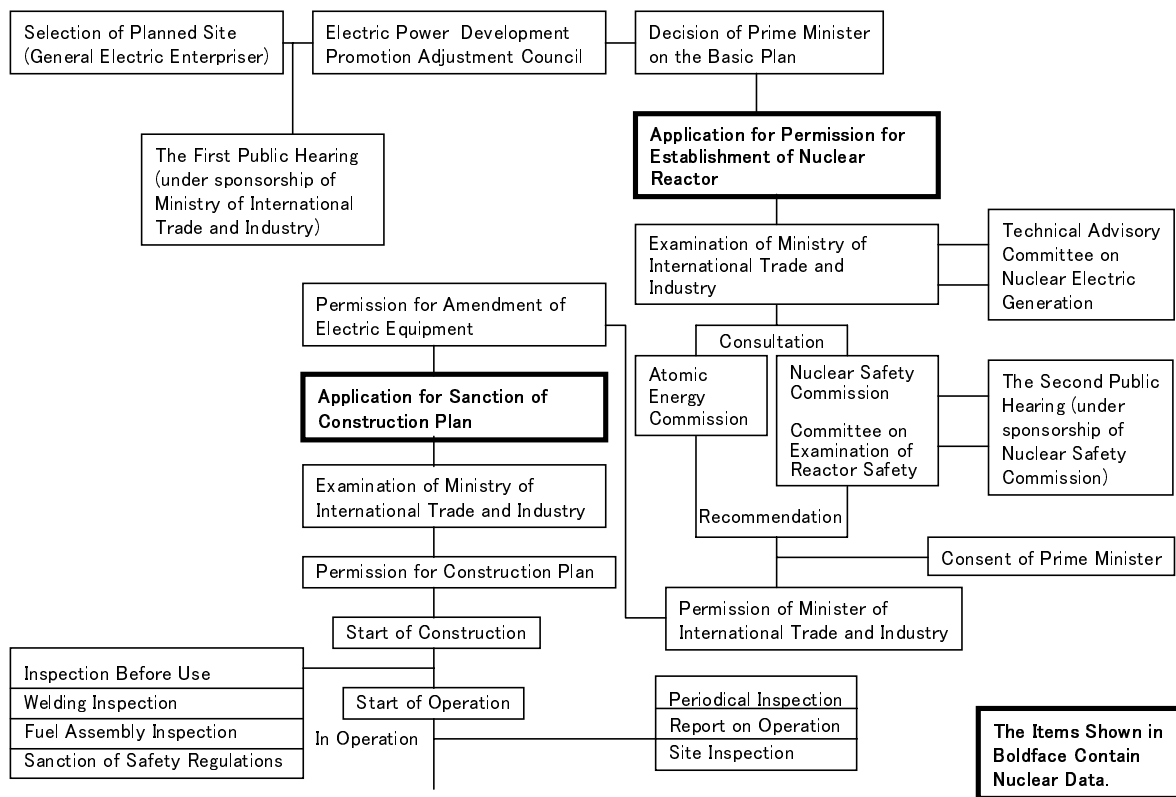 Selection of Planned Site
(General Electric Enterpriser)
Electric Power Development
Promotion Adjustment Council
Decision of Prime Minister
on the Basic Plan
The First Public Hearing
(under sponsorship of
Ministry of International
Trade and Industry)
Application for Permission for
Establishment of Nuclear
Reactor
Examination of Ministry of
International Trade and
Industry
Technical Advisory
Committee on
Nuclear Electric
Generation
Consultation
Atomic
Energy
Commission
Nuclear Safety
Commission
Committee on
Examination of
Reactor Safety
The Second Public
Hearing (under
sponsorship of
Nuclear Safety
Commission)
Recommendation
Consent of Prime Minister
Permission of Minister of
International Trade and Industry
Permission for Amendment of
Electric Equipment
Application for Sanction of
Construction Plan
Examination of Ministry of
International Trade and Industry
Permission for Construction Plan
Start of Construction
Inspection Before Use
Welding Inspection
Fuel Assembly Inspection
Sanction of Safety Regulations
Start of Operation
In Operation
Periodical Inspection
Report on Operation
Site Inspection
The Items Shown in
Boldface Contain
Nuclear Data.